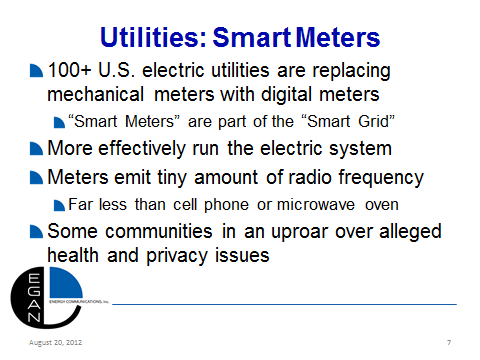 Utilities: Smart Meters
100+ U.S. electric utilities are replacing
mechanical meters with digital meters
“Smart Meters” are part of the “Smart Grid”
More effectively run the electric system
Meters emit tiny amount of radio frequency
Far less than cell phone or microwave oven
Some communities in an uproar over alleged
health and privacy issues
EGAN
ENERGY COMMUNICATIONS, Inc.
August 20, 2012
7